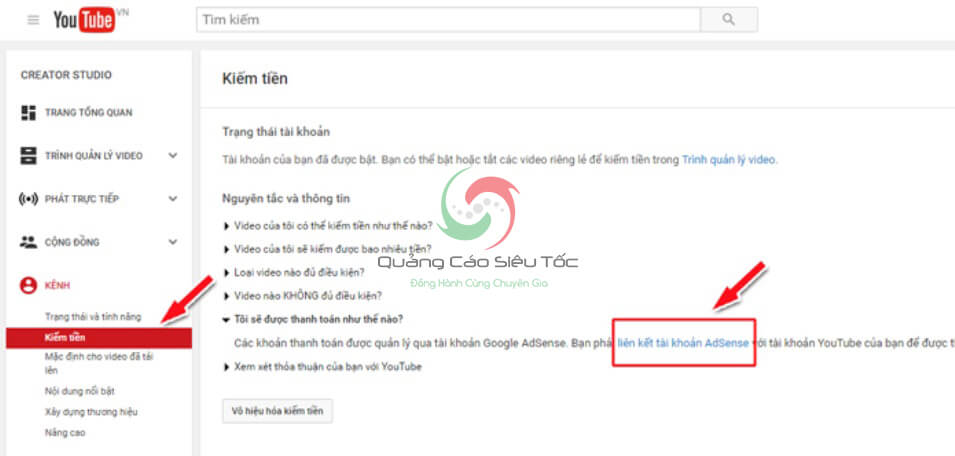 YouTube VN
Tìm kiếm
CREATOR STUDIO
TRANG TỔNG QUAN
TRÌNH QUẢN LÝ VIDEO
PHÁT TRỰC TIẾP
CỘNG ĐỒNG
KÊNH
Trạng thái và tính năng
Kiếm tiền
Mặc định cho video đã tải
lên
Nội dung nổi bật
Xây dựng thương hiệu
Nâng cao
Kiếm tiền
Trạng thái tài khoản
Tài khoản của bạn đã được bật. Bạn có thể bật hoặc tắt các video riêng lẻ để kiếm tiền trong Trình quản lý video.
Nguyên tắc và thông tin
Video của tôi có thể kiếm tiền như thế nào?
Video của tôi sẽ kiếm được bao nhiêu tiền?
Loại video nào đủ điều kiện?
Quảng Cáo Siêu Tốc
Đồng Hành Cùng Chuyên Gia
Video nào KHÔNG đủ điều kiện?
Tôi sẽ được thanh toán như thế nào?
Các khoản thanh toán được quản lý qua tài khoản Google AdSense. Bạn phải liên kết tài khoản AdSense với tài khoản YouTube của bạn để được
Xem xét thỏa thuận của bạn với YouTube
Vô hiệu hóa kiếm tiền